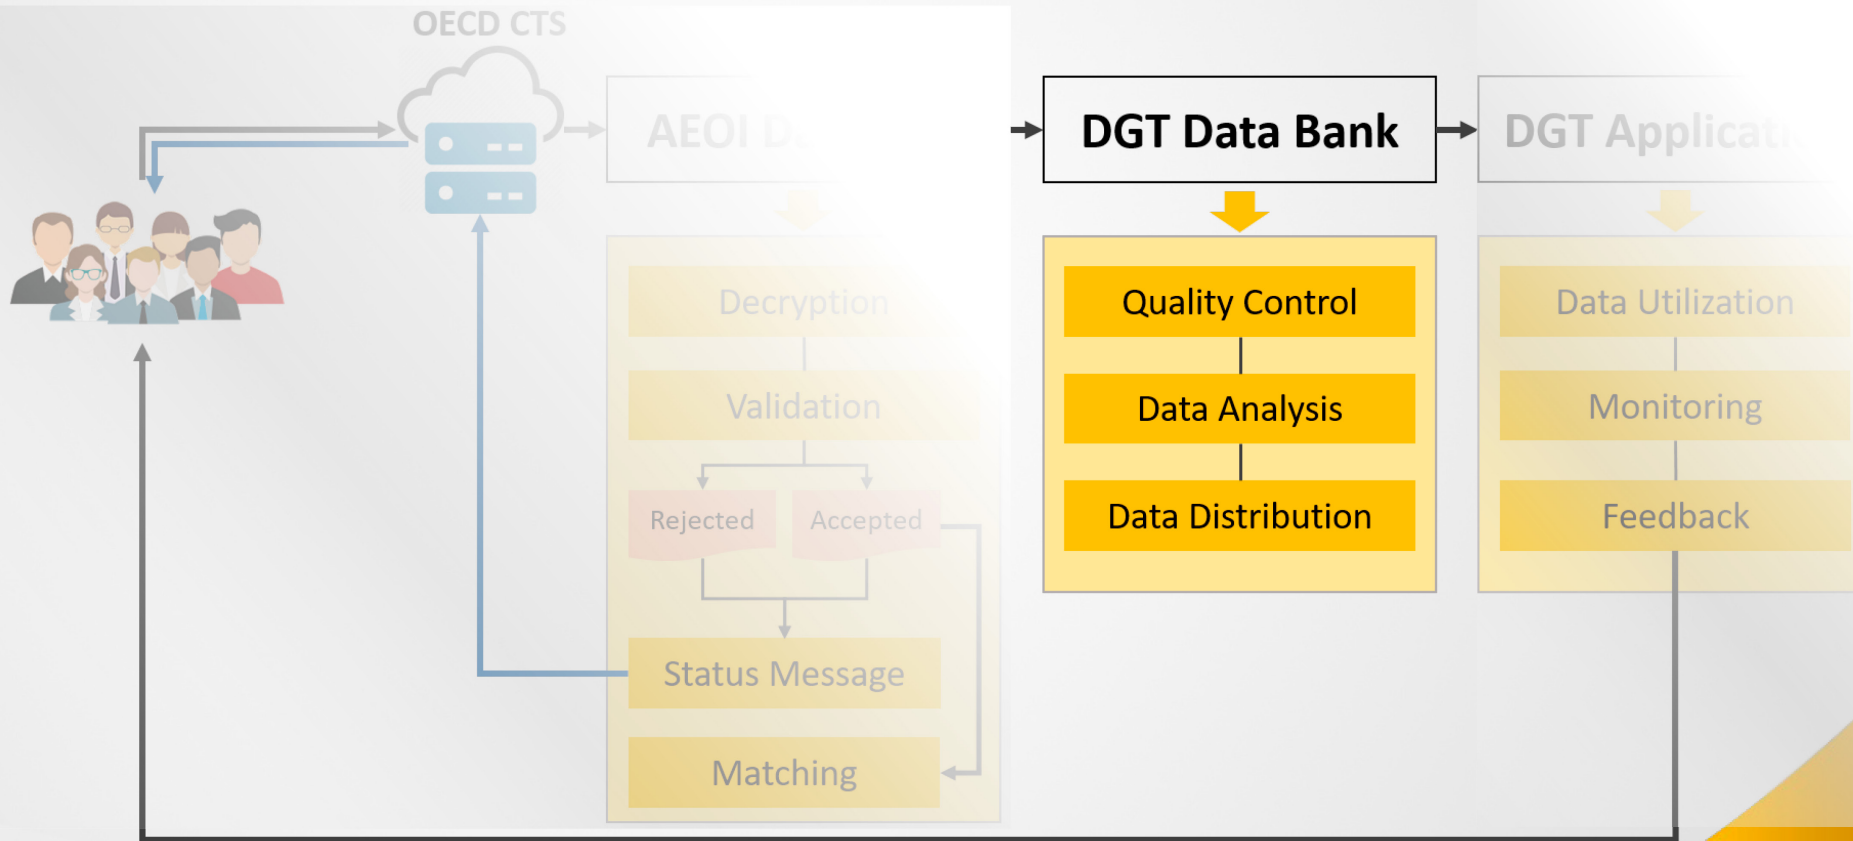 OECD CTS
AEOI
DGT Data Bank
DGT
Decryption
Validation
Rejected
Accepted
Status Message
Matching
Quality Control
Data Analysis
Data Distribution
Data Utilization
Monitoring
Feedback